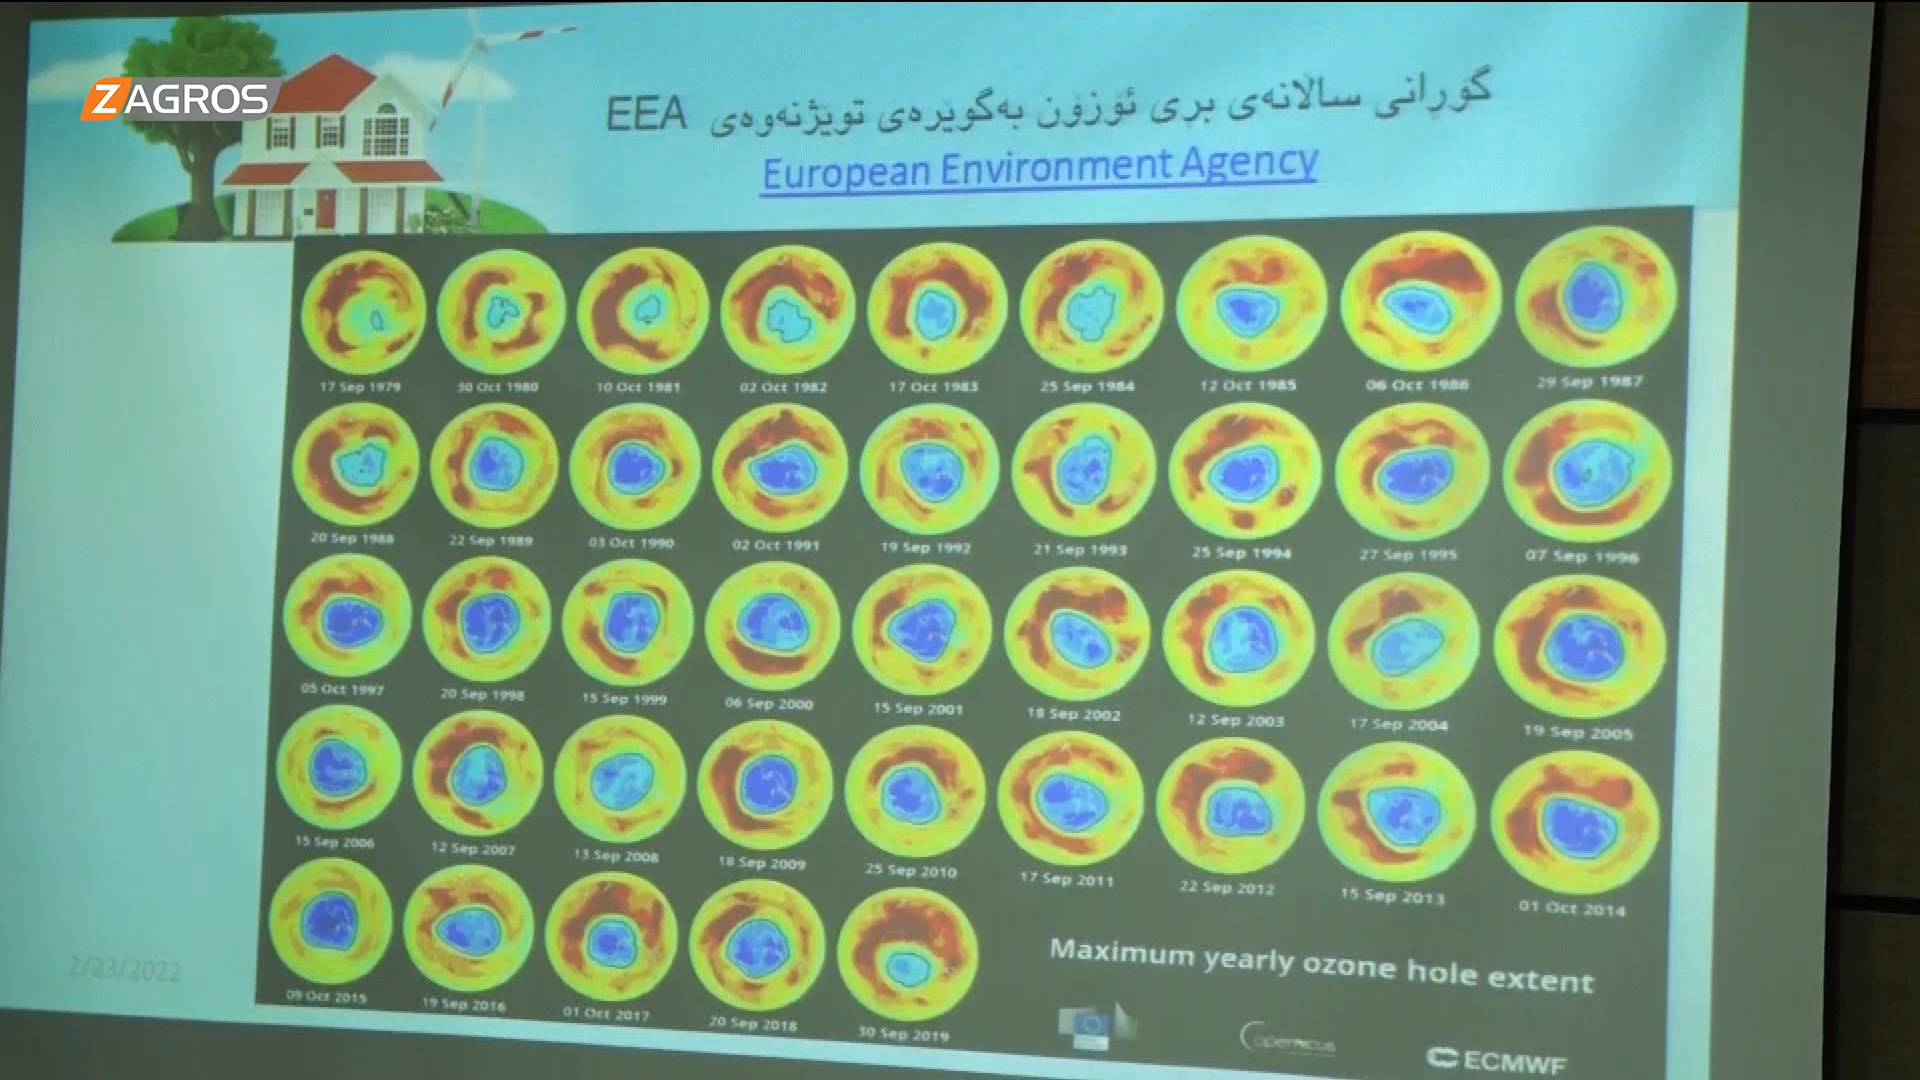 ZAGROS
گۆڕانی ساڵانەی بڕی ئۆزۆن بەگوێرەی توێژنەوەی EEA
European Environment Agency
17 Sep 1979 30 Oct 1980 10 Oct 1981 02 Oct 1982 17 Oct 1983 25 Sep 1984 12 Oct 1985 06 Oct 1986 29 Sep 1987
20 Sep 1988 22 Sep 1989 03 Oct 1990 02 Oct 1991 19 Sep 1992 21 Sep 1993 25 Sep 1994 27 Sep 1995 07 Sep 1996
05 Oct 1997 20 Sep 1998 15 Sep 1999 06 Sep 2000 15 Sep 2001 18 Sep 2002 12 Sep 2003 17 Sep 2004 19 Sep 2005
15 Sep 2006 12 Sep 2007 13 Sep 2008 18 Sep 2009 25 Sep 2010 17 Sep 2011 22 Sep 2012 15 Sep 2013 01 Oct 2014
09 Oct 2015 19 Sep 2016 01 Oct 2017 20 Sep 2018 30 Sep 2019
Maximum yearly ozone hole extent
2/23/2022
Copernicus
ECMWF